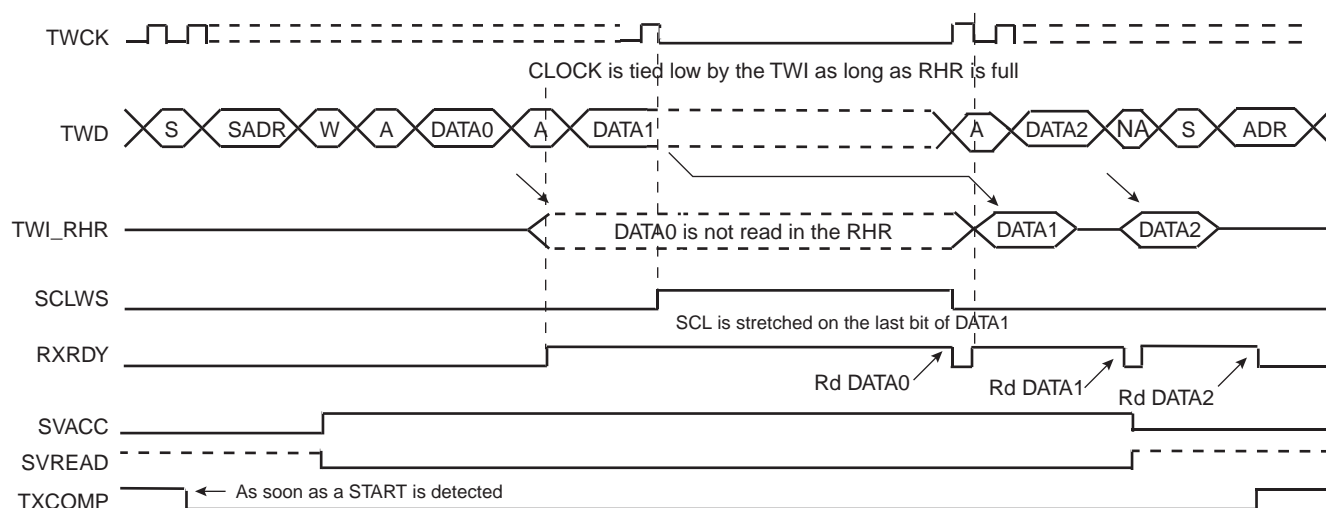 TWCK
CLOCK is tied low by the TWI as long as RHR is full
TWD S SADR W A DATA0 A DATA1 A DATA2 NA S ADR
TWI_RHR DATA0 is not read in the RHR DATA1 DATA2
SCLWS
SCL is stretched on the last bit of DATA1
RXRDY
Rd DATA0 Rd DATA1 Rd DATA2
SVACC
SVREAD
TXCOMP As soon as a START is detected